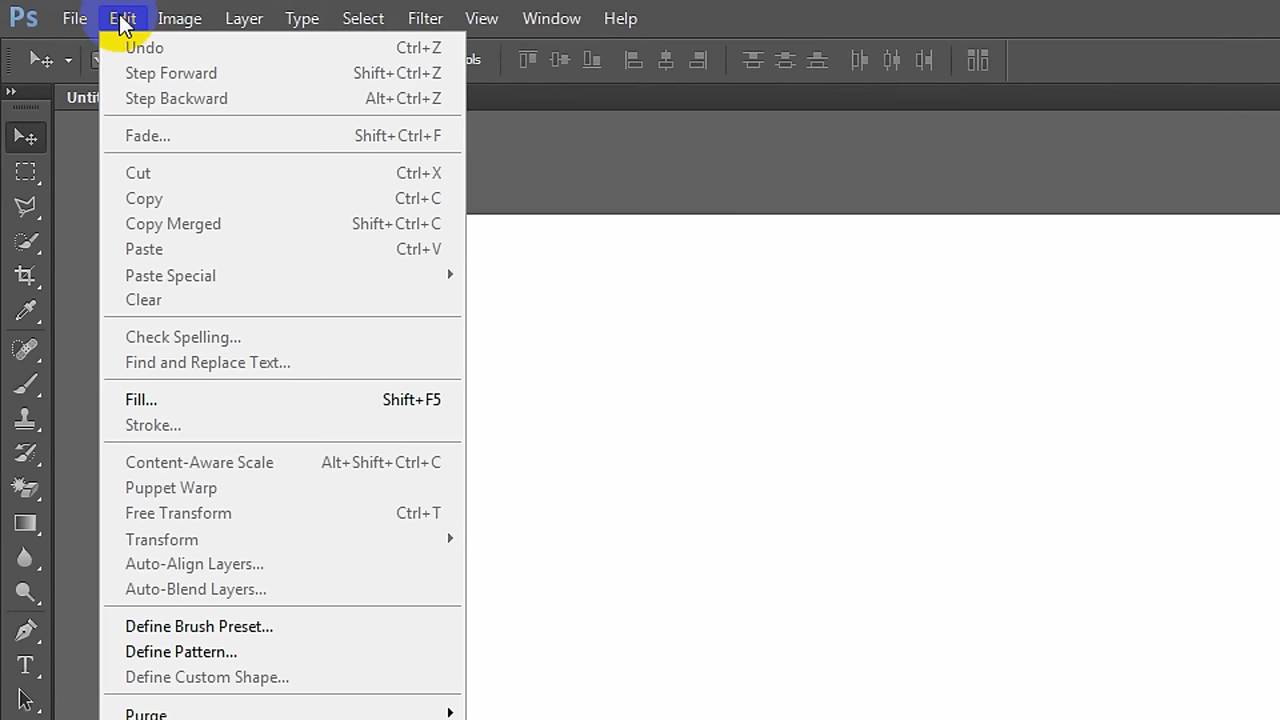 Ps File Edit Image Layer Type Select Filter View Window Help
Undo Ctrl+Z
Step Forward Shift+Ctrl+Z
Step Backward Alt+Ctrl+Z
Fade... Shift+Ctrl+F
Cut Ctrl+X
Copy Ctrl+C
Copy Merged Shift+Ctrl+C
Paste Ctrl+V
Paste Special
Clear
Check Spelling...
Find and Replace Text...
Fill... Shift+F5
Stroke...
Content-Aware Scale Alt+Shift+Ctrl+C
Puppet Warp
Free Transform Ctrl+T
Transform
Auto-Align Layers...
Auto-Blend Layers...
Define Brush Preset...
Define Pattern...
Define Custom Shape...
Purge